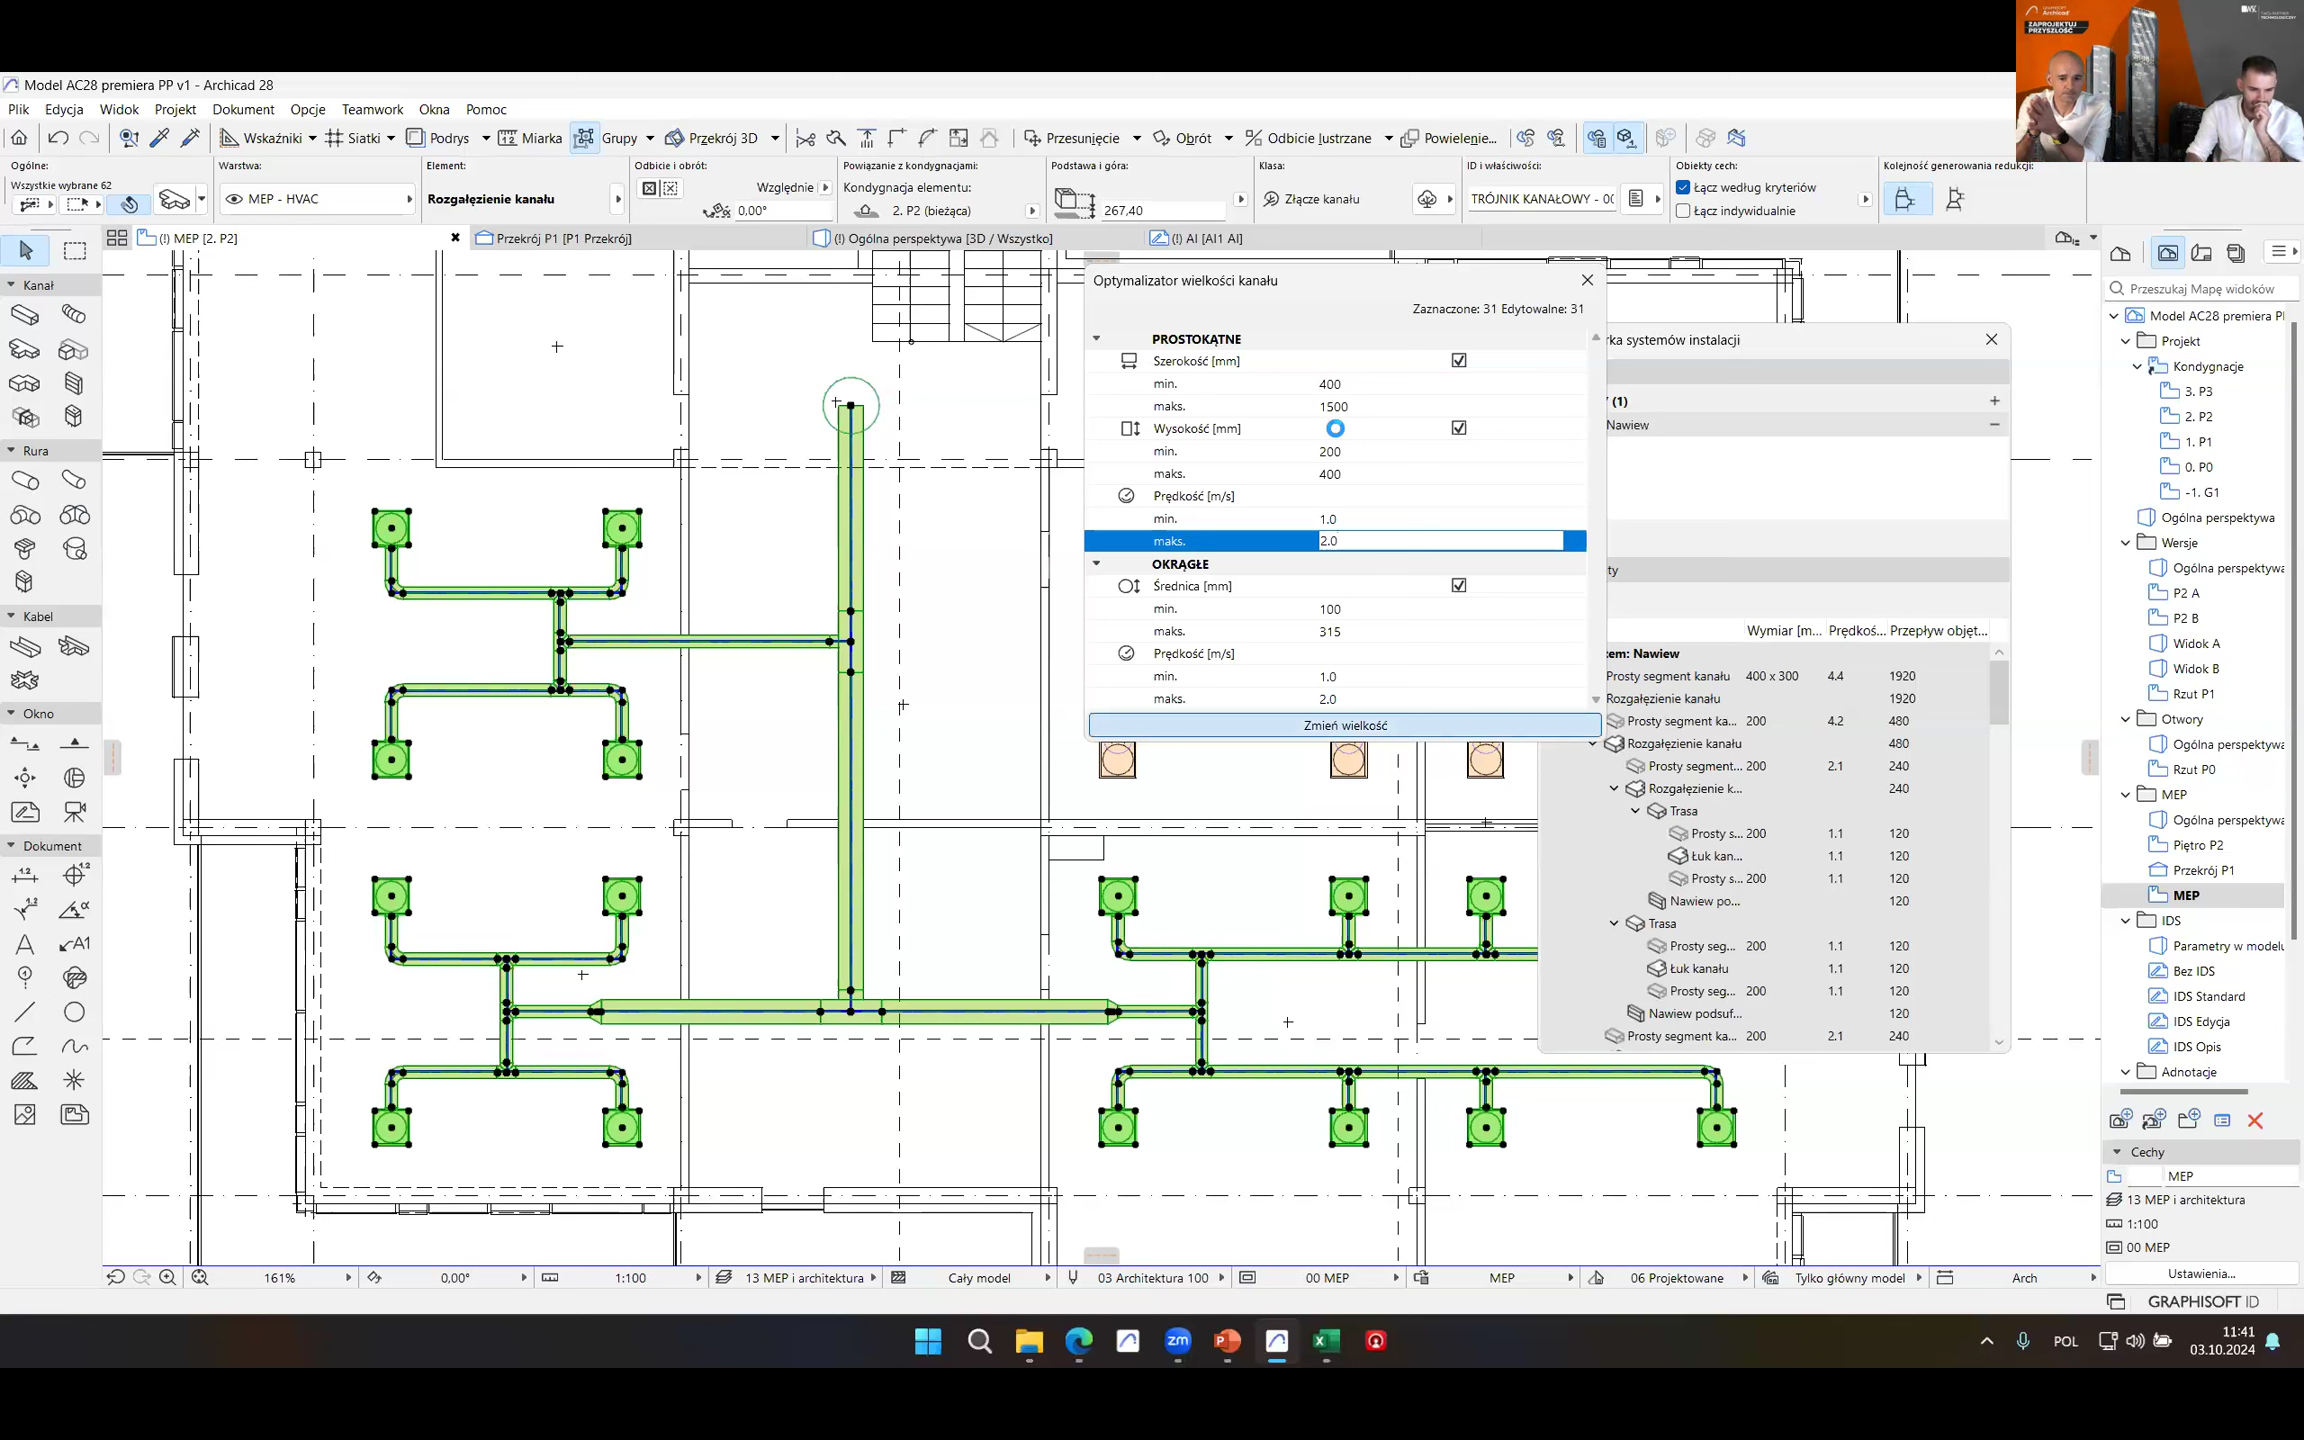 Archicad
ZAPROJEKTUJ
PRZYSZŁOŚĆ
Model AC28 premiera PP v1 - Archicad 28
Plik Edycja Widok Projekt Dokument Opcje Teamwork Okna Pomoc
Wskaźniki Siatki Podrys Miarka Grupy Przekrój 3D Przesunięcie Obrót Odbicie lustrzane Powielenie...
Ogólne: Warstwa: Element: Odbicie i obrót: Powiązanie z kondygnacjami: Podstawa i góra: Klasa: ID i właściwości: Obiekty cech: Kolejność generowania redukcji:
Wszystkie wybrane 62
Względnie Kondygnacja elementu: Łącz według kryteriów
MEP - HVAC Rozgałęzienie kanału Złącze kanału TRÓJNIK KANAŁOWY - 00
0,00° 2. P2 (bieżąca) 267,40 Łącz indywidualnie
(!) MEP [2. P2] Przekrój P1 [P1 Przekrój] (!) Ogólna perspektywa [3D / Wszystko] (!) AI [AI1 AI]
Kanał
Rura
Kabel
Okno
Dokument
1.2 1.2
1.2
A A1
1
Optymalizator wielkości kanału
Zaznaczone: 31 Edytowalne: 31
PROSTOKĄTNE
Szerokość [mm]
min. 400
maks. 1500
Wysokość [mm]
min. 200
maks. 400
Prędkość [m/s]
min. 1.0
maks. 2.0
OKRĄGŁE
Średnica [mm]
min. 100
maks. 315
Prędkość [m/s]
min. 1.0
maks. 2.0
Zmień wielkość
rka systemów instalacji
(1)
Nawiew
ty
Wymiar [m... Prędkoś... Przepływ objęt...
em: Nawiew
Prosty segment kanału 400 x 300 4.4 1920
Rozgałęzienie kanału 1920
Prosty segment ka... 200 4.2 480
Rozgałęzienie kanału 480
Prosty segment... 200 2.1 240
Rozgałęzienie k... 240
Trasa
Prosty s... 200 1.1 120
Łuk kan... 1.1 120
Prosty s... 200 1.1 120
Nawiew po... 120
Trasa
Prosty seg... 200 1.1 120
Łuk kanału 1.1 120
Prosty seg... 200 1.1 120
Nawiew podsuf... 120
Prosty segment ka... 200 2.1 240
Przeszukaj Mapę widoków
Model AC28 premiera PP
Projekt
Kondygnacje
3. P3
2. P2
1. P1
0. P0
-1. G1
Ogólna perspektywa
Wersje
Ogólna perspektywa
P2 A
P2 B
Widok A
Widok B
Rzut P1
Otwory
Ogólna perspektywa
Rzut P0
MEP
Ogólna perspektywa
Piętro P2
Przekrój P1
MEP
IDS
Parametry w modelu
Bez IDS
IDS Standard
IDS Edycja
IDS Opis
Adnotacje
Cechy
MEP
13 MEP i architektura
1:100
00 MEP
Ustawienia...
161% 0,00° 1:100 13 MEP i architektura Cały model 03 Architektura 100 00 MEP MEP 06 Projektowane Tylko główny model Arch
GRAPHISOFT ID
zm
POL
11:41
03.10.2024